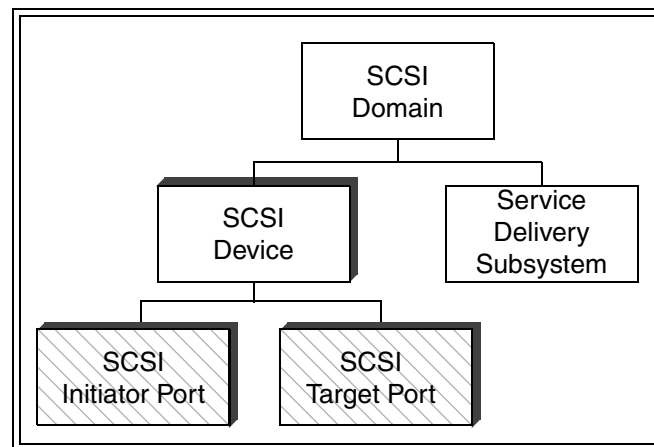 SCSI
Domain
SCSI
Device
Service
Delivery
Subsystem
SCSI
Initiator Port
SCSI
Target Port